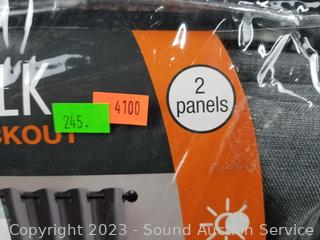 LK
CKOUT
245.
4100
2
panels
Copyright 2023 - Sound Auction Service